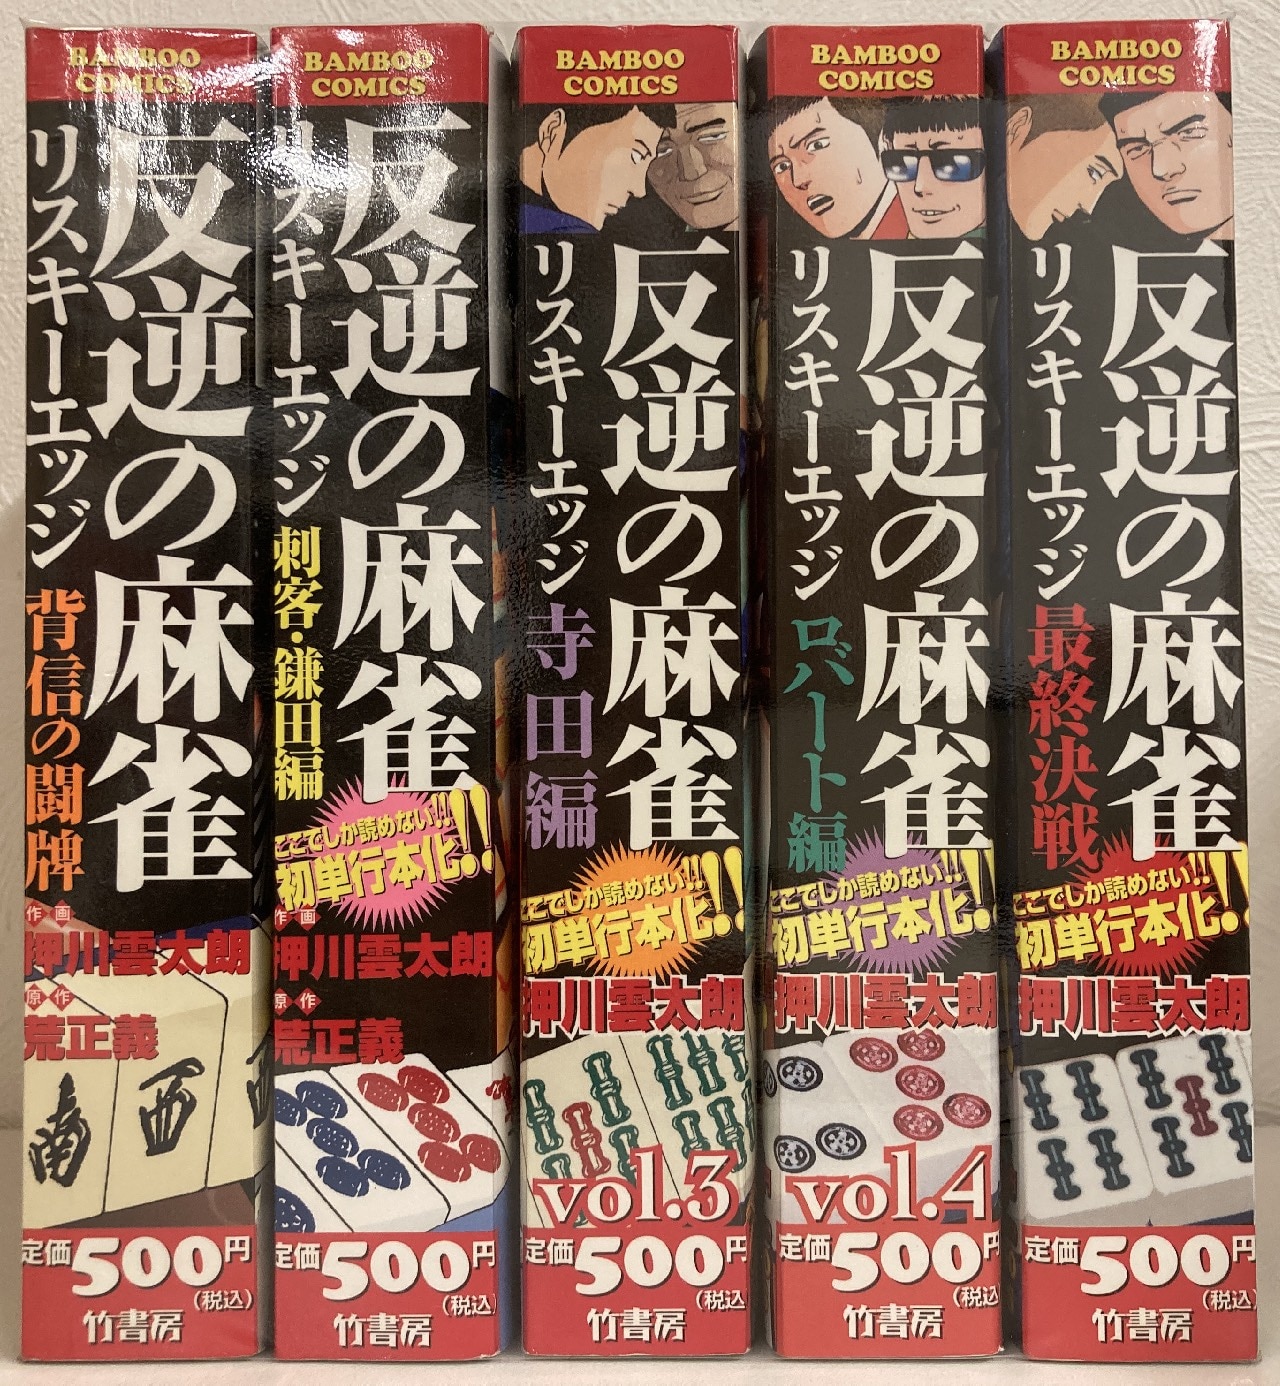 BAMBOO
COMICS
反逆の麻雀
リスキーエッジ
背信の闘牌
作画
押川雲太朗
原作
荒正義
定価500円
(税込)
竹書房
BAMBOO
COMICS
反逆の麻雀
リスキーエッジ
刺客・鎌田編
ここでしか読めない!!
初単行本化!!
作画
押川雲太朗
原作
荒正義
定価500円
(税込)
竹書房
BAMBOO
COMICS
反逆の麻雀
リスキーエッジ
寺田編
ここでしか読めない!!
初単行本化!!
押川雲太朗
vol.3
定価500円
(税込)
竹書房
BAMBOO
COMICS
反逆の麻雀
リスキーエッジ
ロバート編
ここでしか読めない!!
初単行本化!!
押川雲太朗
vol.4
定価500円
(税込)
竹書房
BAMBOO
COMICS
反逆の麻雀
リスキーエッジ
最終決戦
ここでしか読めない!!
初単行本化!!
押川雲太朗
定価500円
(税込)
竹書房
南
西